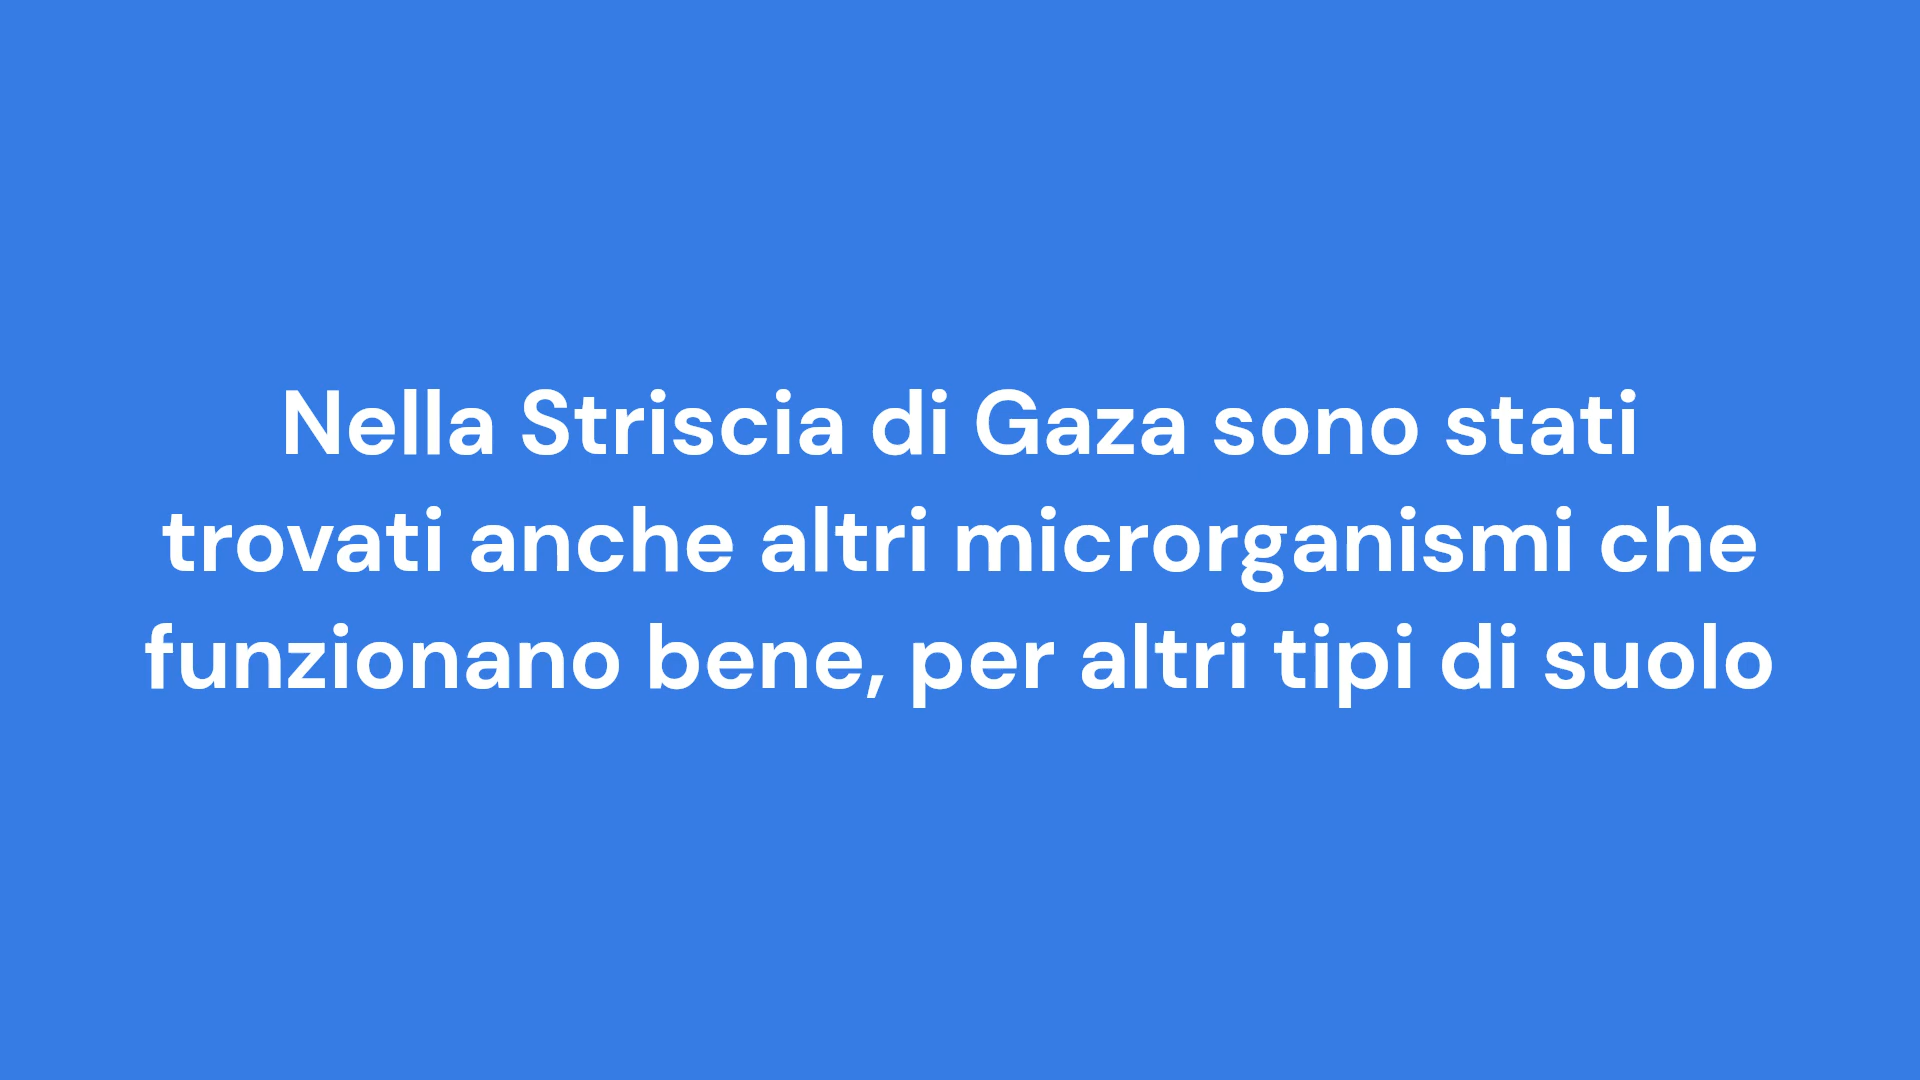 Nella Striscia di Gaza sono stati
trovati anche altri microrganismi che
funzionano bene, per altri tipi di suolo